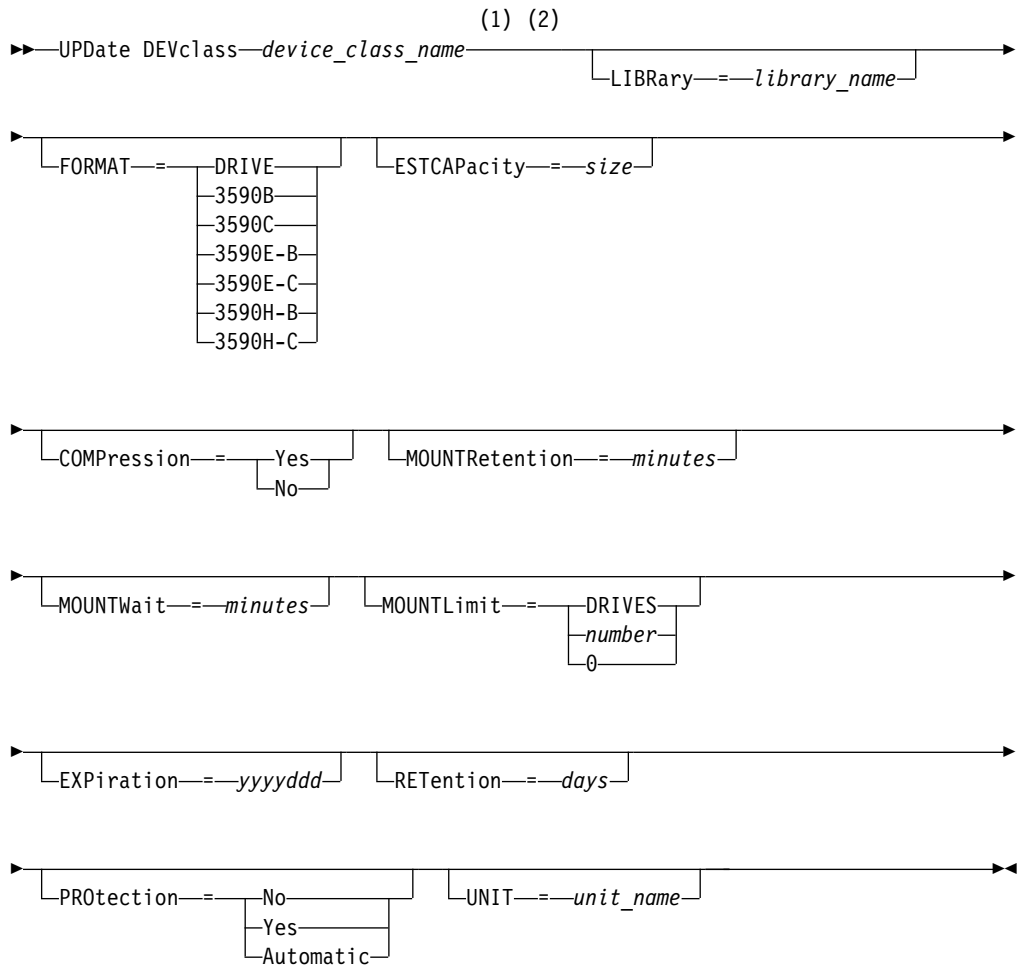 (1) (2)
UPDate DEVclass device_class_name
LIBRary = library_name
FORMAT = DRIVE
3590B
3590C
3590E-B
3590E-C
3590H-B
3590H-C
ESTCAPacity = size
COMPression = Yes
No
MOUNTRetention = minutes
MOUNTWait = minutes
MOUNTLimit = DRIVES
number
0
EXPiration = yyyyddd
RETention = days
PROtection = No
Yes
Automatic
UNIT = unit_name